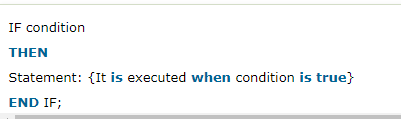 IF condition
THEN
Statement: {It is executed when condition is true}
END IF;